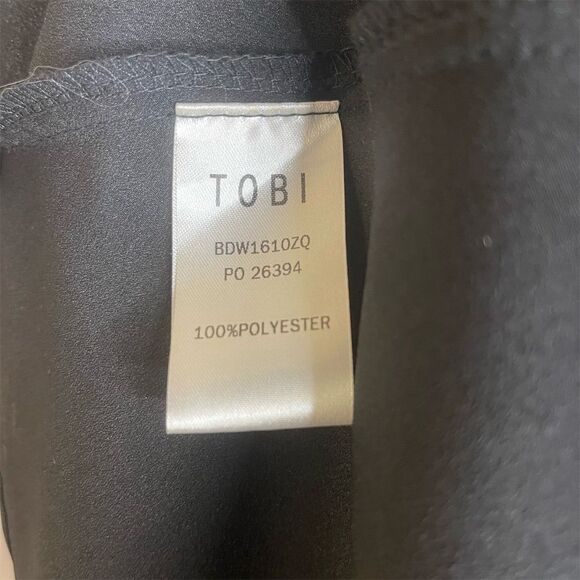 TOBI
BDW1610ZQ
PO 26394
100%POLYESTER